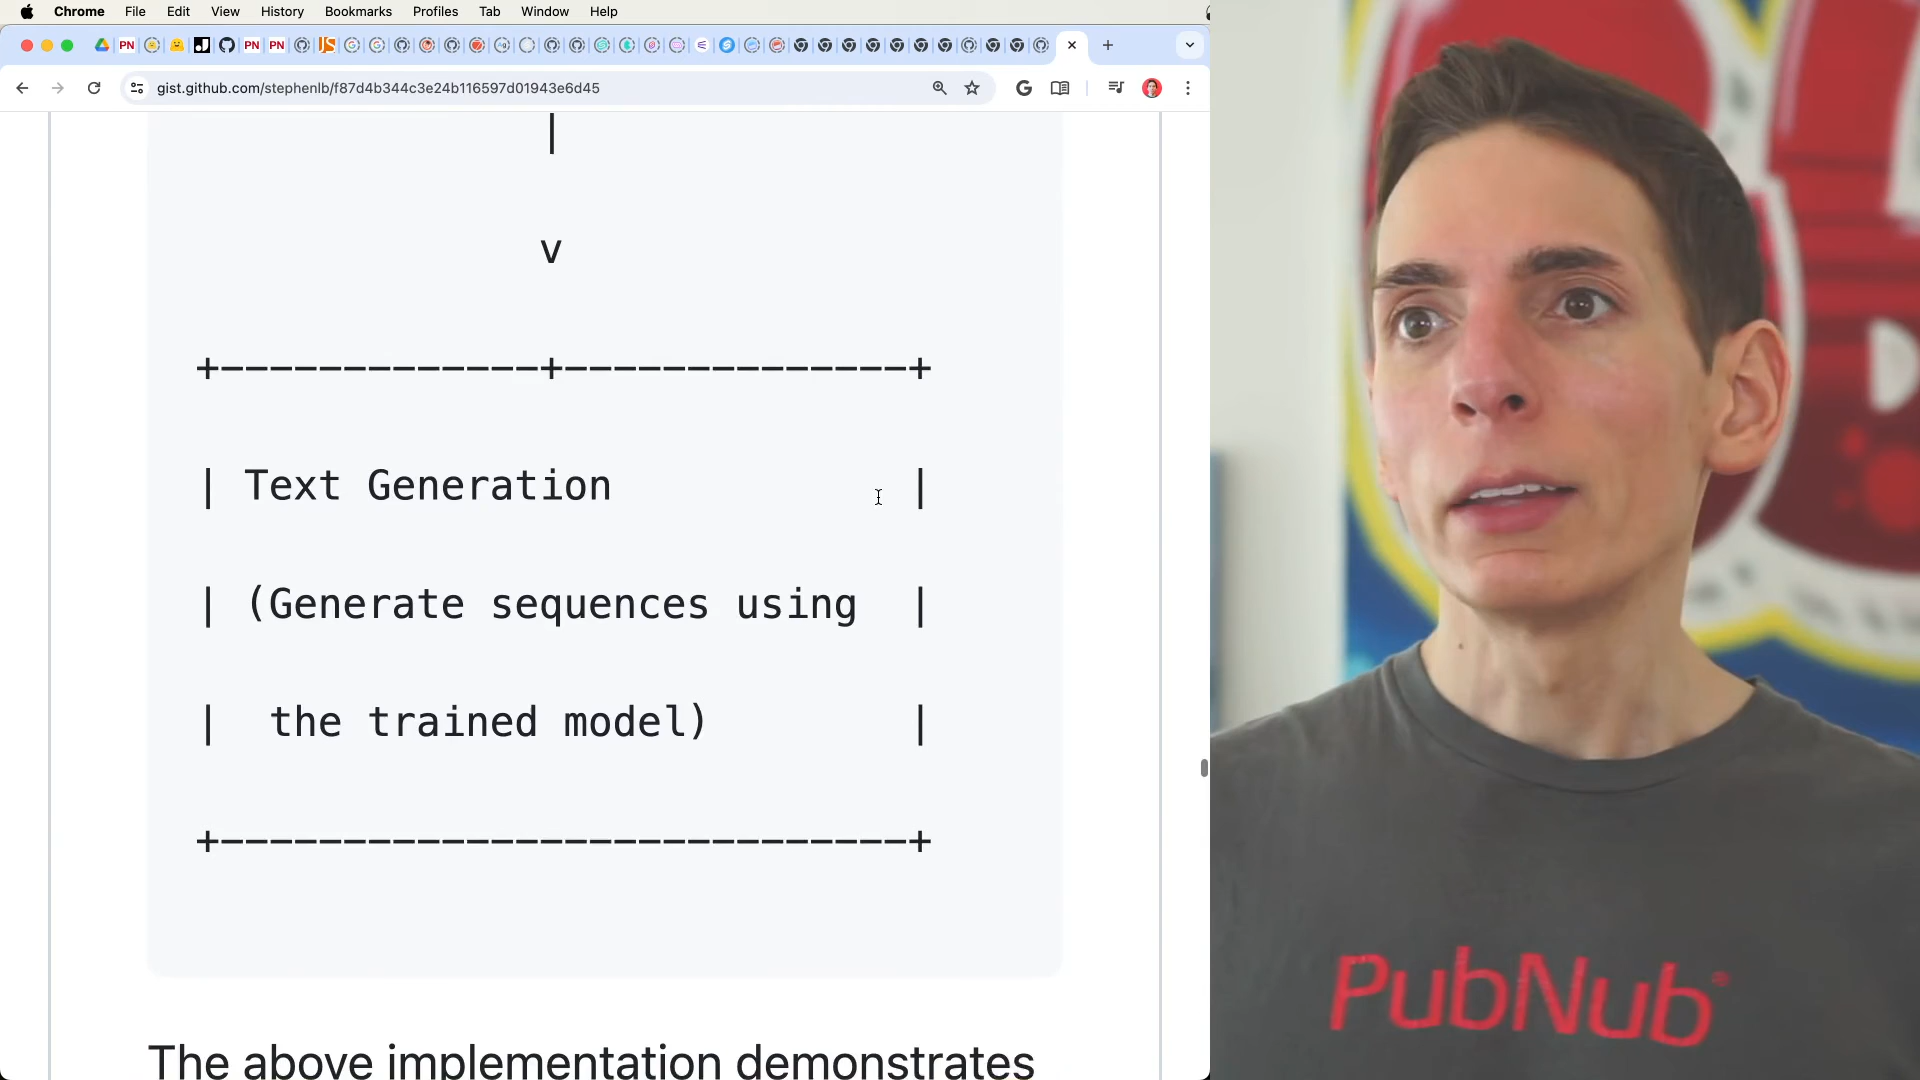 Chrome File Edit View History Bookmarks Profiles Tab Window Help
gist.github.com/stephenlb/f87d4b344c3e24b116597d01943e6d45
|
v
+-------------+--------------+
| Text Generation |
| (Generate sequences using |
| the trained model) |
+----------------------------+
The above implementation demonstrates
PubNub